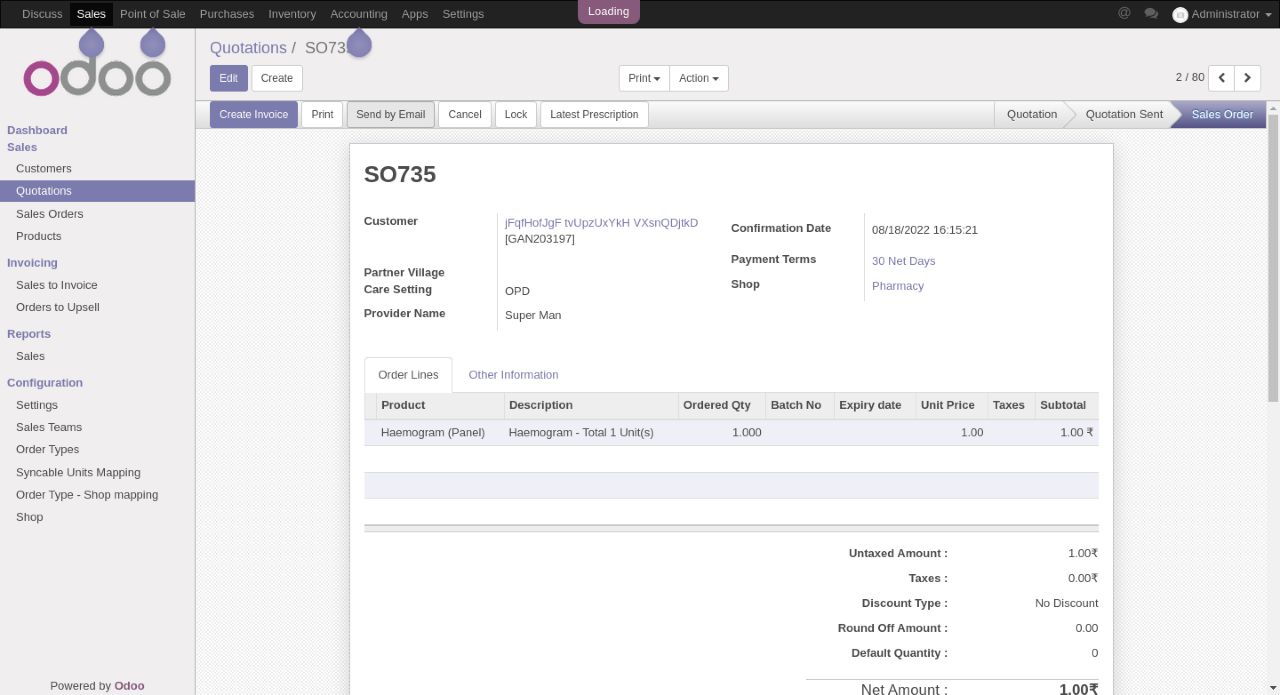 Discuss Sales Point of Sale Purchases Inventory Accounting Apps Settings Loading @ Administrator
odoo
Quotations / SO73
Edit Create Print Action 2 / 80
Create Invoice Print Send by Email Cancel Lock Latest Prescription Quotation Quotation Sent Sales Order
Dashboard
Sales
Customers
Quotations
Sales Orders
Products
Invoicing
Sales to Invoice
Orders to Upsell
Reports
Sales
Configuration
Settings
Sales Teams
Order Types
Syncable Units Mapping
Order Type - Shop mapping
Shop
Powered by Odoo
SO735
Customer jFqfHofJgF tvUpzUxYkH VXsnQDjtkD
[GAN203197]
Partner Village
Care Setting OPD
Provider Name Super Man
Confirmation Date 08/18/2022 16:15:21
Payment Terms 30 Net Days
Shop Pharmacy
Order Lines Other Information
Product Description Ordered Qty Batch No Expiry date Unit Price Taxes Subtotal
Haemogram (Panel) Haemogram - Total 1 Unit(s) 1.000 1.00 1.00 ₹
Untaxed Amount : 1.00₹
Taxes : 0.00₹
Discount Type : No Discount
Round Off Amount : 0.00
Default Quantity : 0
Net Amount : 1.00₹